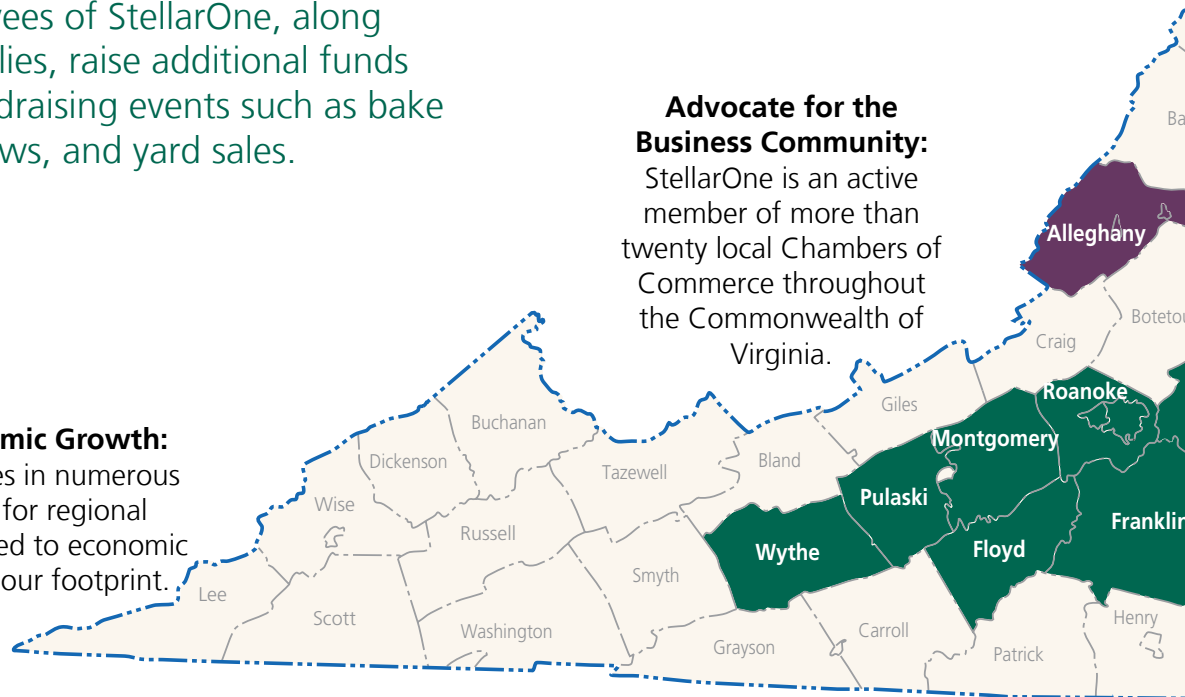 yees of StellarOne, along
lies, raise additional funds
draising events such as bake
ws, and yard sales.
Advocate for the
Business Community:
StellarOne is an active
member of more than
twenty local Chambers of
Commerce throughout
the Commonwealth of
Virginia.
mic Growth:
es in numerous
for regional
ed to economic
our footprint.
Ba
Alleghany
Botetou
Craig
Roanoke
Giles
Buchanan
Montgomery
Dickenson
Bland
Tazewell
Pulaski
Wise
Franklin
Russell
Wythe
Floyd
Smyth
Lee
Scott
Henry
Washington
Carroll
Grayson
Patrick